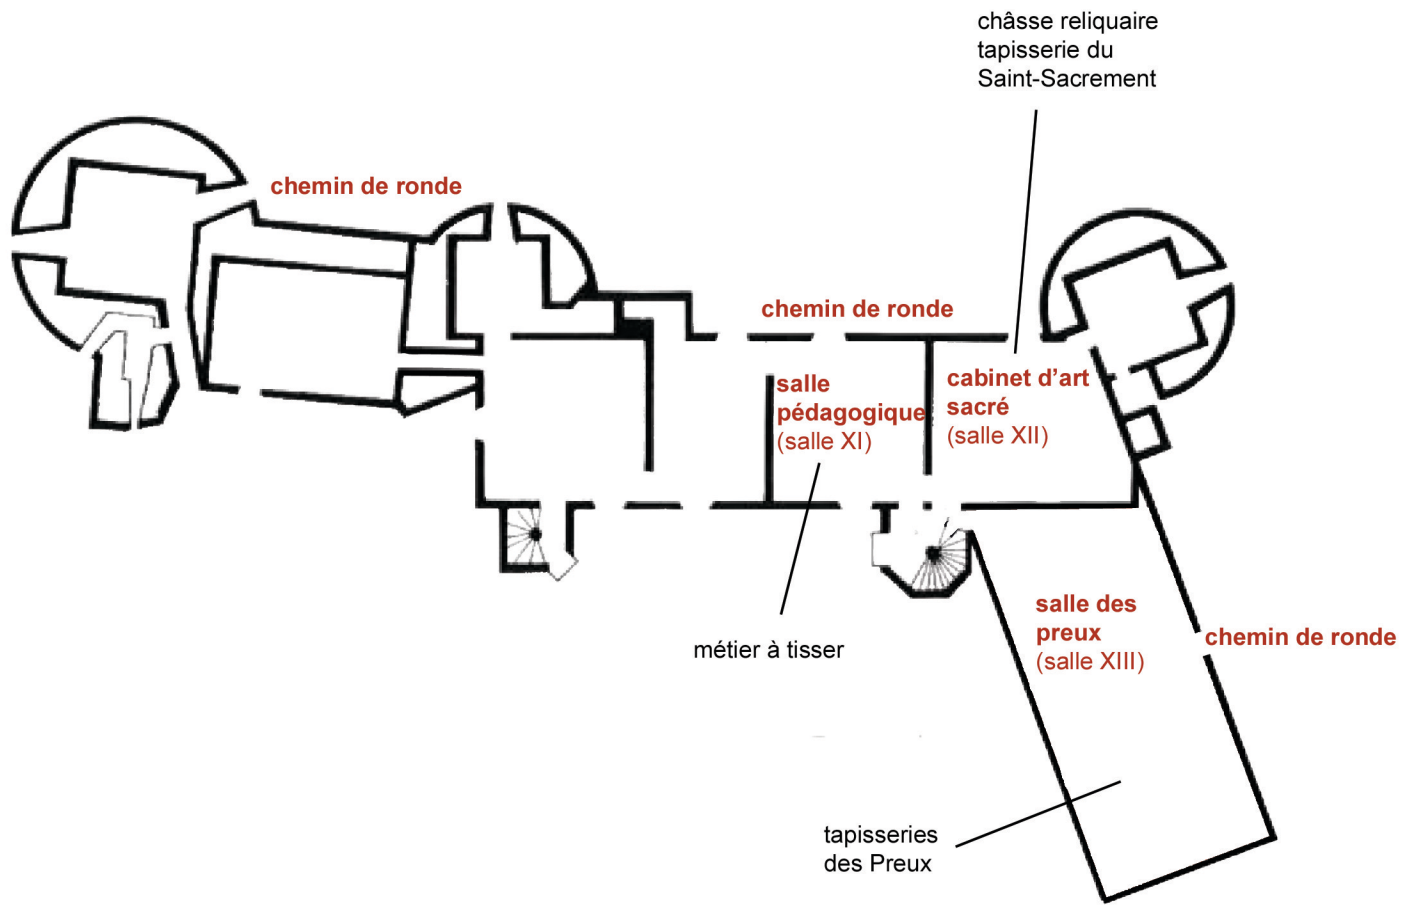 châsse reliquaire
tapisserie du
Saint-Sacrement
chemin de ronde
chemin de ronde
salle
pédagogique
(salle XI)
cabinet d’art
sacré
(salle XII)
métier à tisser
salle des
preux
(salle XIII)
chemin de ronde
tapisseries
des Preux